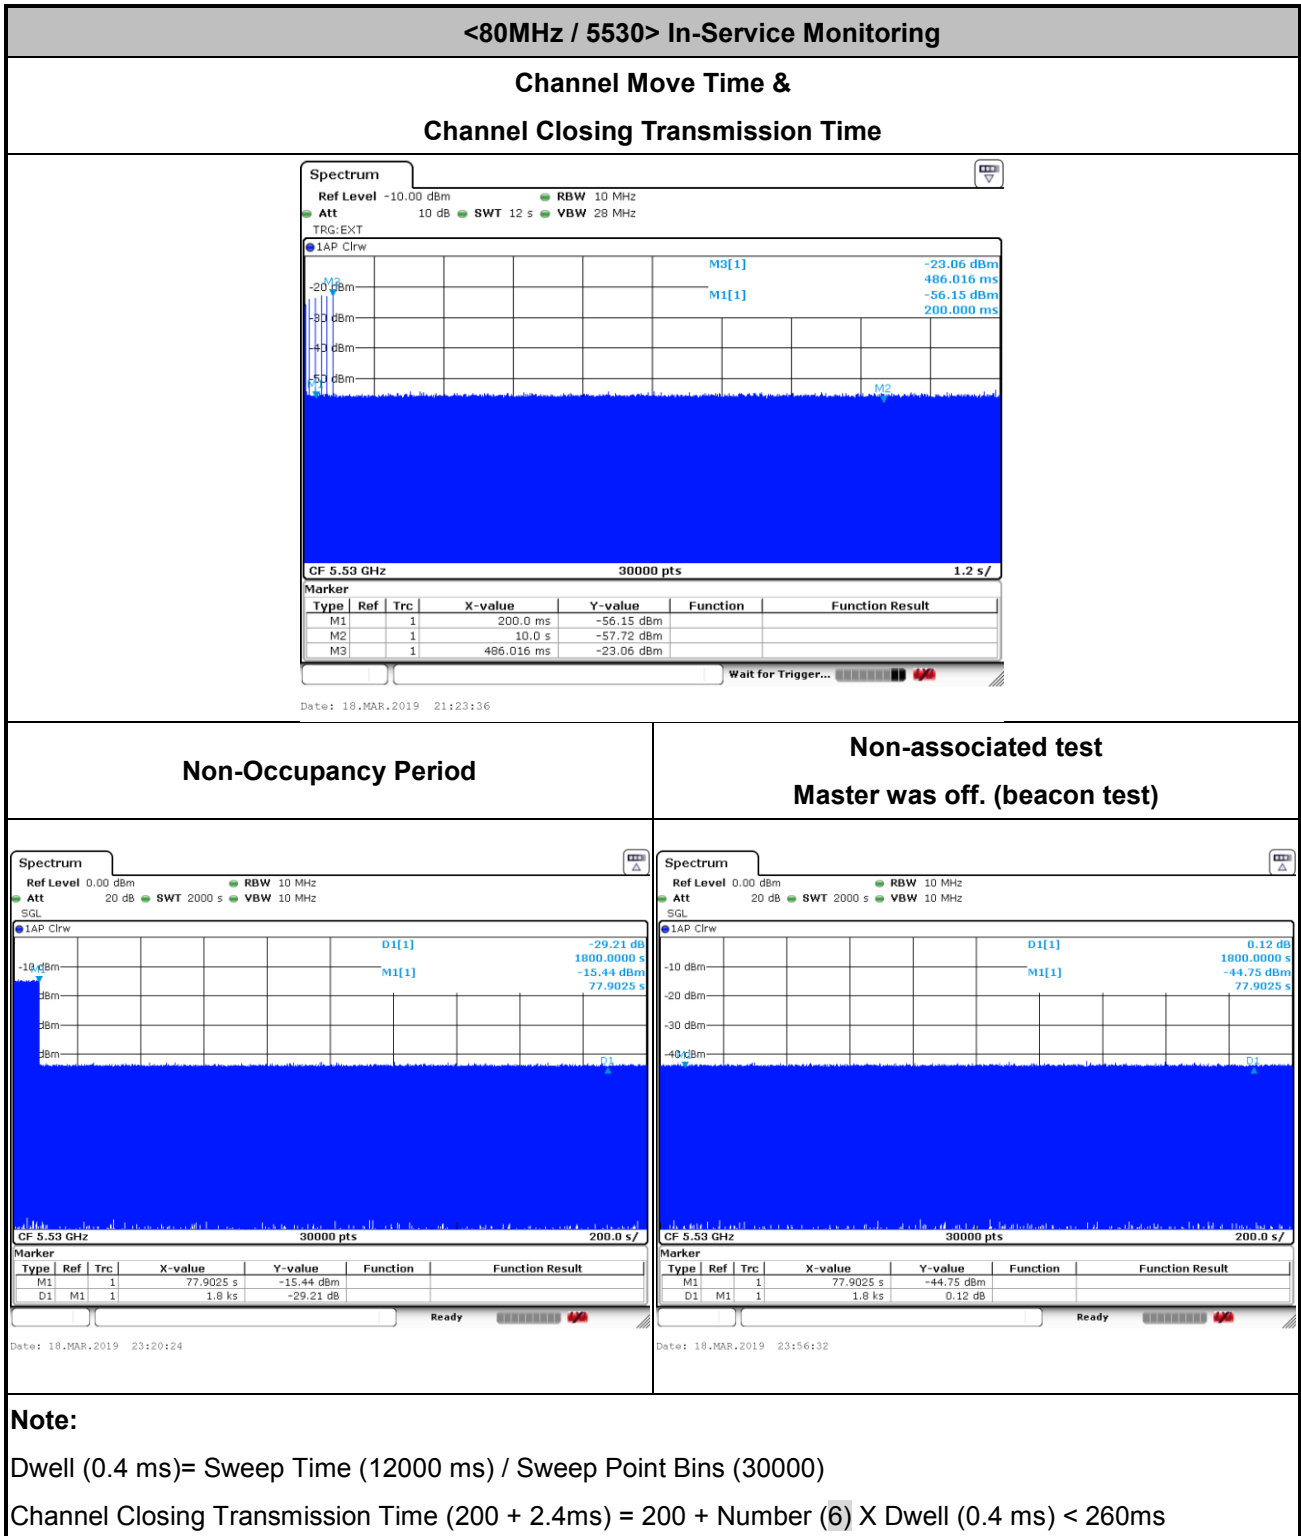 <80MHz / 5530> In-Service Monitoring
Channel Move Time &
Channel Closing Transmission Time
Spectrum
Ref Level -10.00 dBm RBW 10 MHz
Att 10 dB SWT 12 s VBW 28 MHz
TRG:EXT
1AP Clrw
M3[1] -23.06 dBm
486.016 ms
M1[1] -56.15 dBm
200.000 ms
M3
-20 dBm
-30 dBm
-40 dBm
-50 dBm
M1
M2
CF 5.53 GHz 30000 pts 1.2 s/
Marker
Type Ref Trc X-value Y-value Function Function Result
M1 1 200.0 ms -56.15 dBm
M2 1 10.0 s -57.72 dBm
M3 1 486.016 ms -23.06 dBm
Wait for Trigger...
Date: 18.MAR.2019 21:23:36
Non-Occupancy Period
Non-associated test
Master was off. (beacon test)
Spectrum
Ref Level 0.00 dBm RBW 10 MHz
Att 20 dB SWT 2000 s VBW 10 MHz
SGL
1AP Clrw
D1[1] -29.21 dB
1800.0000 s
M1[1] -15.44 dBm
77.9025 s
-10 dBm
M1
dBm
dBm
dBm
D1
CF 5.53 GHz 30000 pts 200.0 s/
Marker
Type Ref Trc X-value Y-value Function Function Result
M1 1 77.9025 s -15.44 dBm
D1 M1 1 1.8 ks -29.21 dB
Ready
Date: 18.MAR.2019 23:20:24
Spectrum
Ref Level 0.00 dBm RBW 10 MHz
Att 20 dB SWT 2000 s VBW 10 MHz
SGL
1AP Clrw
D1[1] 0.12 dB
1800.0000 s
M1[1] -44.75 dBm
77.9025 s
-10 dBm
-20 dBm
-30 dBm
-40 dBm
D1
CF 5.53 GHz 30000 pts 200.0 s/
Marker
Type Ref Trc X-value Y-value Function Function Result
M1 1 77.9025 s -44.75 dBm
D1 M1 1 1.8 ks 0.12 dB
Ready
Date: 18.MAR.2019 23:56:32
Note:
Dwell (0.4 ms)= Sweep Time (12000 ms) / Sweep Point Bins (30000)
Channel Closing Transmission Time (200 + 2.4ms) = 200 + Number (6) X Dwell (0.4 ms) < 260ms